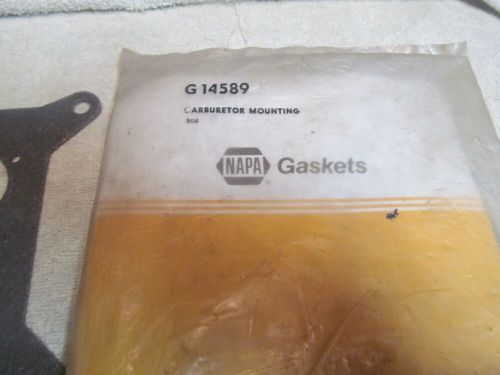 G 14589
CARBURETOR MOUNTING
NAPA Gaskets